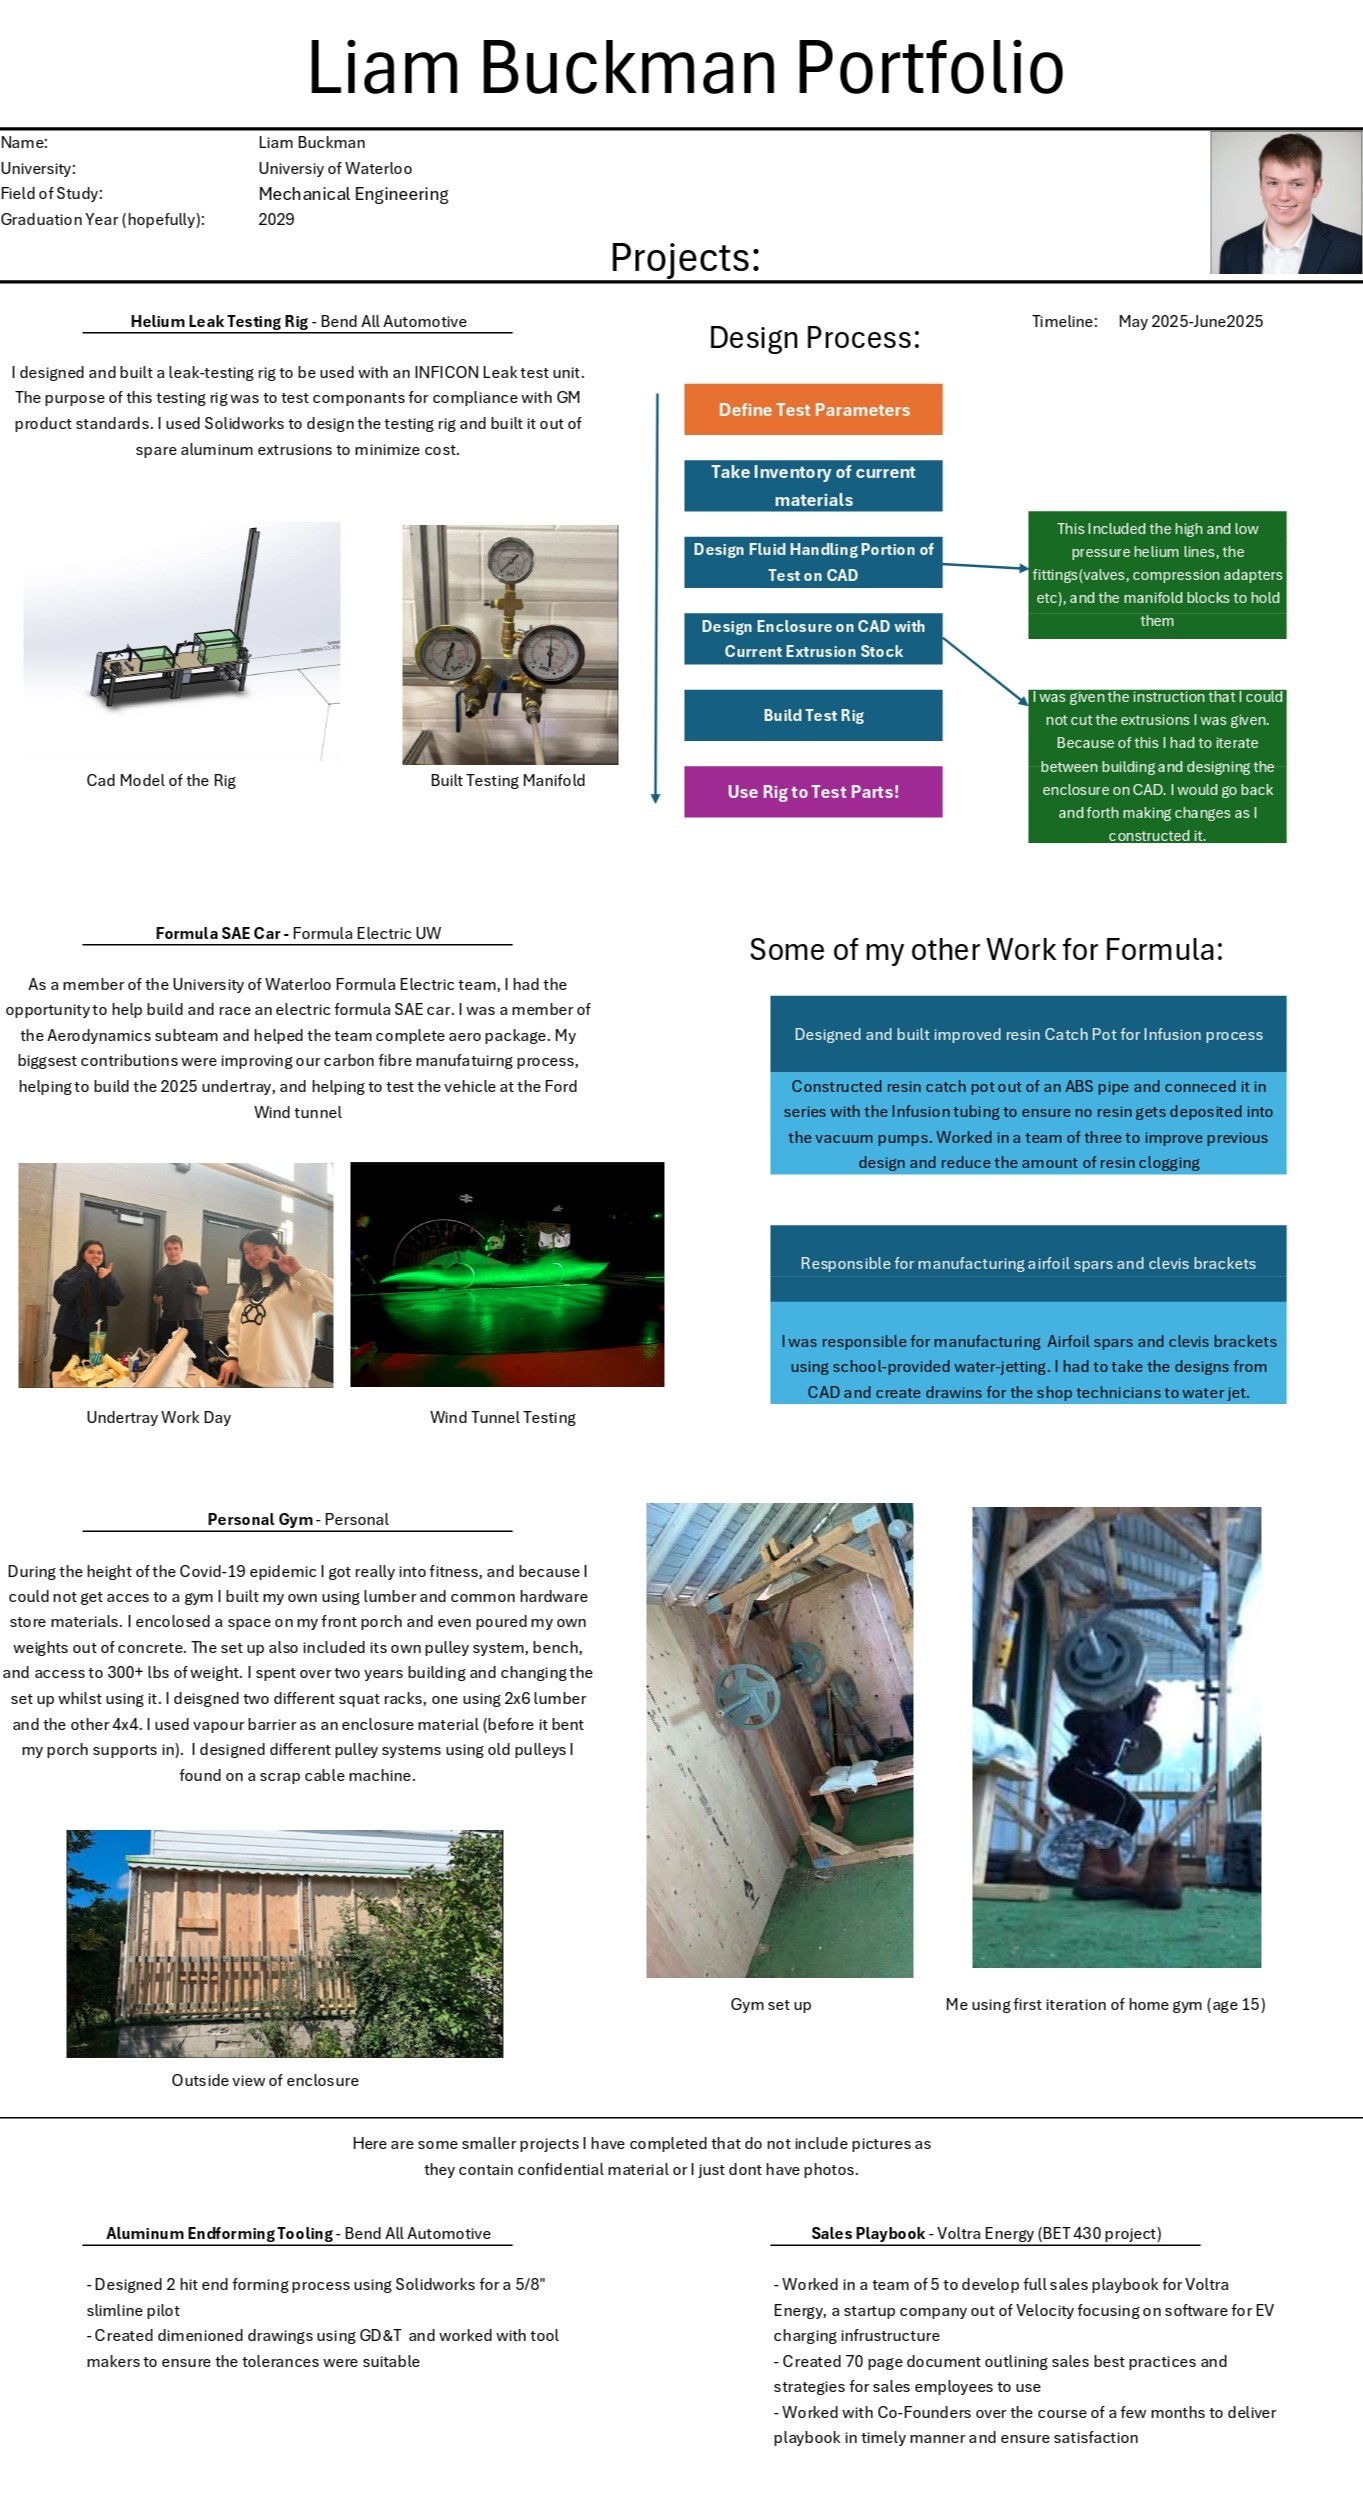 Liam Buckman Portfolio
Name: Liam Buckman
University: Universiy of Waterloo
Field of Study: Mechanical Engineering
Graduation Year (hopefully): 2029
Projects:
Helium Leak Testing Rig - Bend All Automotive
I designed and built a leak-testing rig to be used with an INFICON Leak test unit.
The purpose of this testing rig was to test componants for compliance with GM
product standards. I used Solidworks to design the testing rig and built it out of
spare aluminum extrusions to minimize cost.
Cad Model of the Rig
Built Testing Manifold
Design Process:
Timeline: May 2025-June2025
Define Test Parameters
Take Inventory of current
materials
Design Fluid Handling Portion of
Test on CAD
Design Enclosure on CAD with
Current Extrusion Stock
Build Test Rig
Use Rig to Test Parts!
This Included the high and low
pressure helium lines, the
fittings(valves, compression adapters
etc), and the manifold blocks to hold
them
I was given the instruction that I could
not cut the extrusions I was given.
Because of this I had to iterate
between building and designing the
enclosure on CAD. I would go back
and forth making changes as I
constructed it.
Formula SAE Car - Formula Electric UW
As a member of the University of Waterloo Formula Electric team, I had the
opportunity to help build and race an electric formula SAE car. I was a member of
the Aerodynamics subteam and helped the team complete aero package. My
biggsest contributions were improving our carbon fibre manufatuirng process,
helping to build the 2025 undertray, and helping to test the vehicle at the Ford
Wind tunnel
Undertray Work Day
Wind Tunnel Testing
Some of my other Work for Formula:
Designed and built improved resin Catch Pot for Infusion process
Constructed resin catch pot out of an ABS pipe and conneced it in
series with the Infusion tubing to ensure no resin gets deposited into
the vacuum pumps. Worked in a team of three to improve previous
design and reduce the amount of resin clogging
Responsible for manufacturing airfoil spars and clevis brackets
I was responsible for manufacturing  Airfoil spars and clevis brackets
using school-provided water-jetting. I had to take the designs from
CAD and create drawins for the shop technicians to water jet.
Personal Gym - Personal
During the height of the Covid-19 epidemic I got really into fitness, and because I
could not get acces to a gym I built my own using lumber and common hardware
store materials. I encolosed a space on my front porch and even poured my own
weights out of concrete. The set up also included its own pulley system, bench,
and access to 300+ lbs of weight. I spent over two years building and changing the
set up whilst using it. I deisgned two different squat racks, one using 2x6 lumber
and the other 4x4. I used vapour barrier as an enclosure material (before it bent
my porch supports in).  I designed different pulley systems using old pulleys I
found on a scrap cable machine.
Outside view of enclosure
Gym set up
Me using first iteration of home gym (age 15)
Here are some smaller projects I have completed that do not include pictures as
they contain confidential material or I just dont have photos.
Aluminum Endforming Tooling - Bend All Automotive
- Designed 2 hit end forming process using Solidworks for a 5/8"
slimline pilot
- Created dimenioned drawings using GD&T  and worked with tool
makers to ensure the tolerances were suitable
Sales Playbook - Voltra Energy (BET 430 project)
- Worked in a team of 5 to develop full sales playbook for Voltra
Energy, a startup company out of Velocity focusing on software for EV
charging infrustructure
- Created 70 page document outlining sales best practices and
strategies for sales employees to use
- Worked with Co-Founders over the course of a few months to deliver
playbook in timely manner and ensure satisfaction